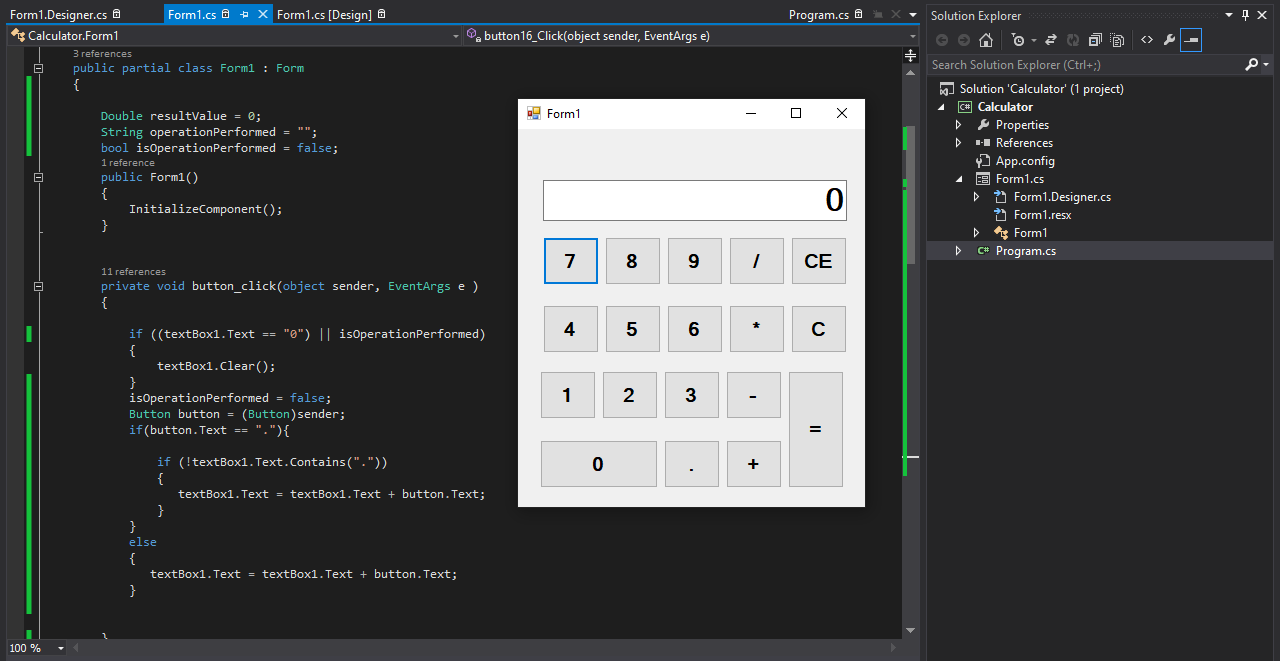 Form1.Designer.cs
Form1.cs
Form1.cs [Design]
Program.cs
Calculator.Form1
button16_Click(object sender, EventArgs e)
3 references
public partial class Form1 : Form
{
Double resultValue = 0;
String operationPerformed = "";
bool isOperationPerformed = false;
1 reference
public Form1()
{
InitializeComponent();
}
11 references
private void button_click(object sender, EventArgs e )
{
if ((textBox1.Text == "0") || isOperationPerformed)
{
textBox1.Clear();
}
isOperationPerformed = false;
Button button = (Button)sender;
if(button.Text == "."){
if (!textBox1.Text.Contains("."))
{
textBox1.Text = textBox1.Text + button.Text;
}
}
else
{
textBox1.Text = textBox1.Text + button.Text;
}
}
100 %
Form1
0
7 8 9 / CE
4 5 6 * C
1 2 3 - =
0 . +
Solution Explorer
Search Solution Explorer (Ctrl+;)
Solution 'Calculator' (1 project)
C# Calculator
Properties
References
App.config
Form1.cs
Form1.Designer.cs
Form1.resx
Form1
C# Program.cs